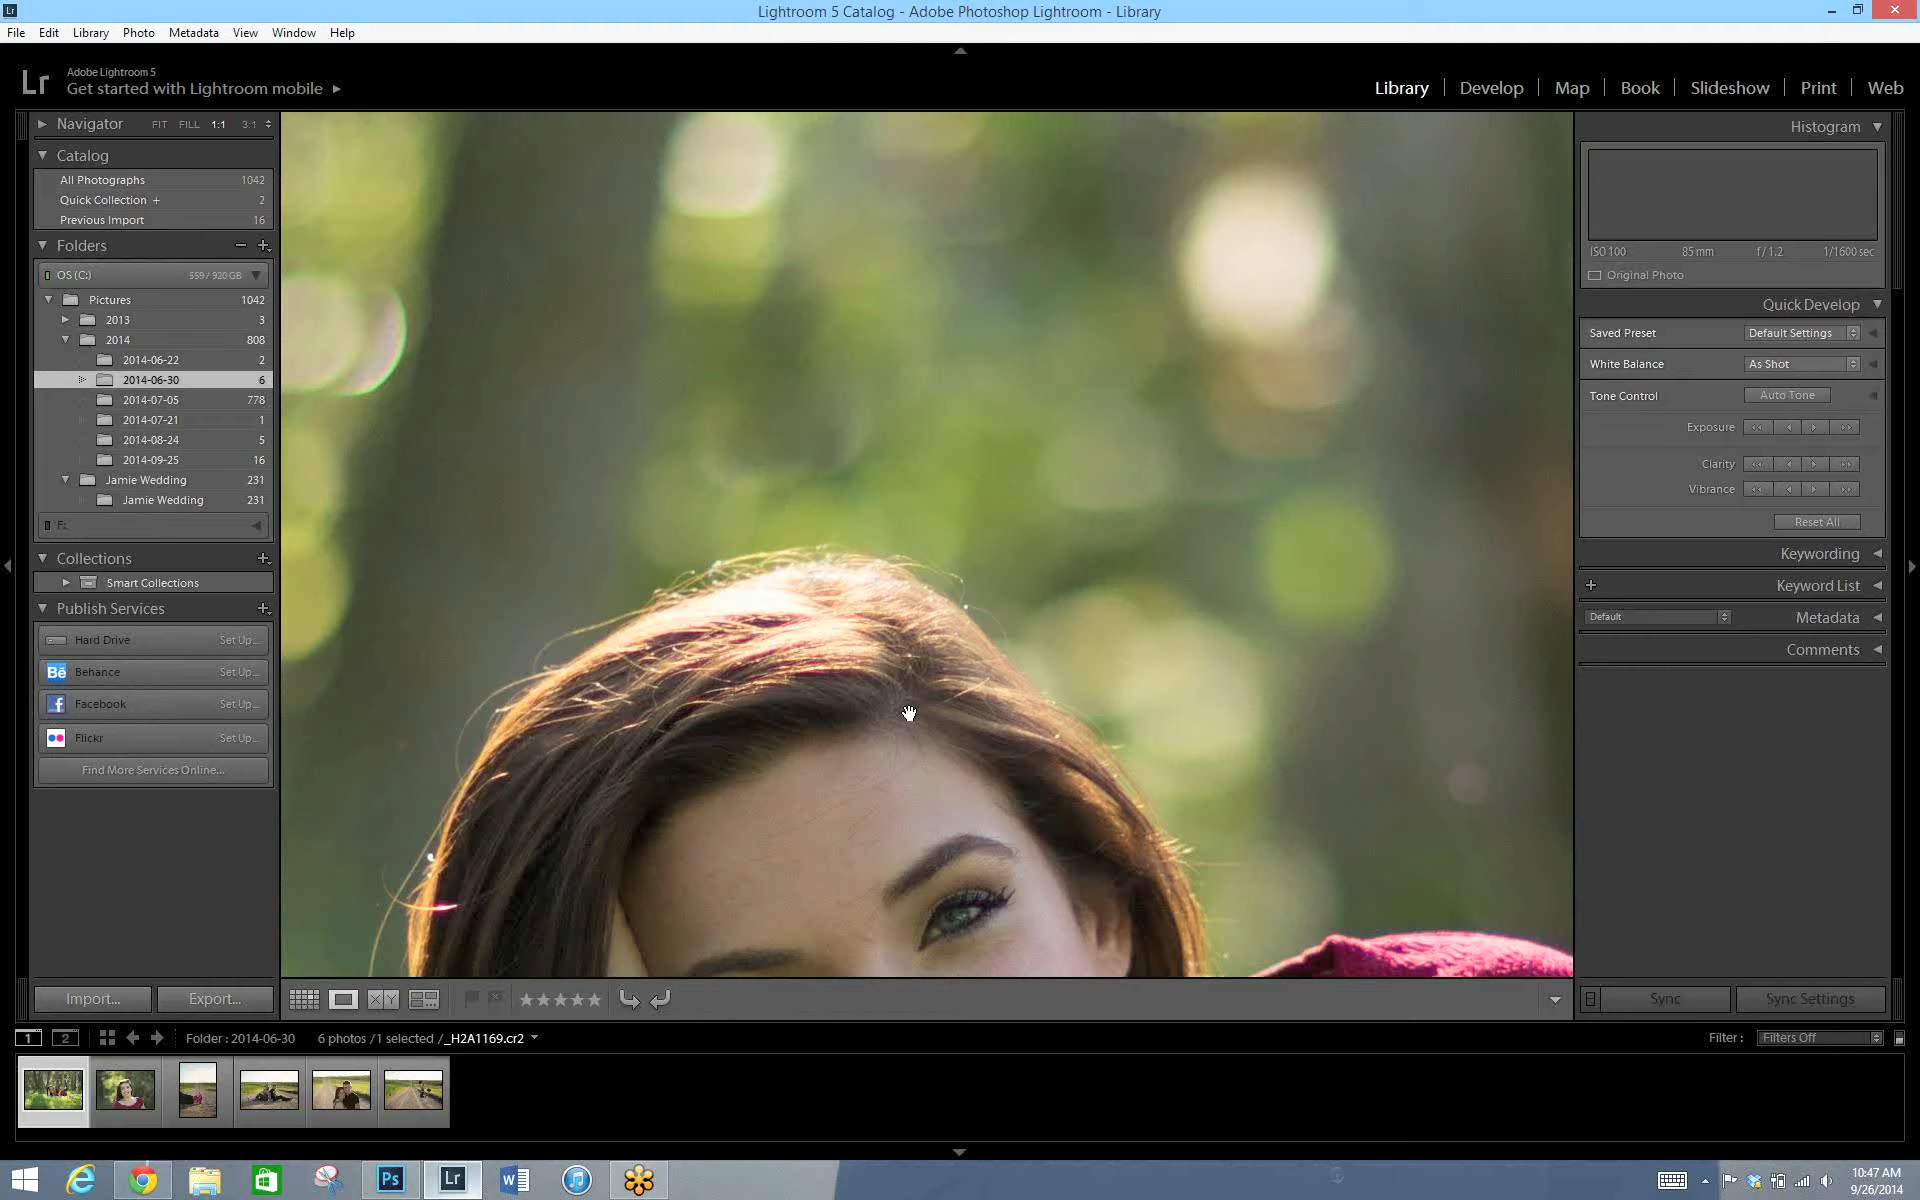 Lr
Lightroom 5 Catalog - Adobe Photoshop Lightroom - Library
File Edit Library Photo Metadata View Window Help
Lr
Adobe Lightroom 5
Get started with Lightroom mobile
Library Develop Map Book Slideshow Print Web
Navigator FIT FILL 1:1 3:1
Catalog
All Photographs 1042
Quick Collection + 2
Previous Import 16
Folders
OS (C:) 559 / 920 GB
Pictures 1042
2013 3
2014 808
2014-06-22 2
2014-06-30 6
2014-07-05 778
2014-07-21 1
2014-08-24 5
2014-09-25 16
Jamie Wedding 231
Jamie Wedding 231
F:
Collections
Smart Collections
Publish Services
Hard Drive Set Up...
Bē Behance Set Up...
f Facebook Set Up...
Flickr Set Up...
Find More Services Online...
Import... Export...
Histogram
ISO 100 85 mm f / 1.2 1/1600 sec
Original Photo
Quick Develop
Saved Preset Default Settings
White Balance As Shot
Tone Control Auto Tone
Exposure
Clarity
Vibrance
Reset All
Keywording
Keyword List
Default Metadata
Comments
XY
Sync Sync Settings
1 2 Folder : 2014-06-30 6 photos / 1 selected / _H2A1169.cr2
Filter : Filters Off
Ps Lr W
10:47 AM
9/26/2014